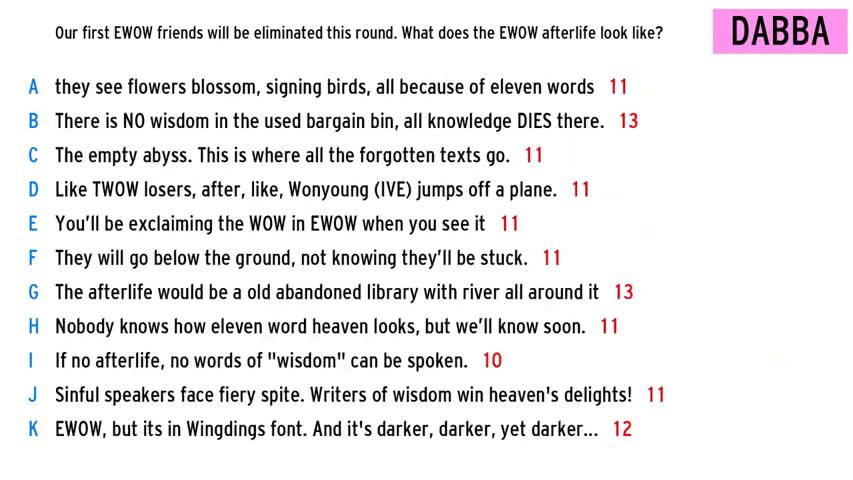 Our first EWOW friends will be eliminated this round. What does the EWOW afterlife look like?
DABBA
A they see flowers blossom, signing birds, all because of eleven words 11
B There is NO wisdom in the used bargain bin, all knowledge DIES there. 13
C The empty abyss. This is where all the forgotten texts go. 11
D Like TWOW losers, after, like, Wonyoung (IVE) jumps off a plane. 11
E You'll be exclaiming the WOW in EWOW when you see it 11
F They will go below the ground, not knowing they'll be stuck. 11
G The afterlife would be a old abandoned library with river all around it 13
H Nobody knows how eleven word heaven looks, but we'll know soon. 11
I If no afterlife, no words of "wisdom" can be spoken. 10
J Sinful speakers face fiery spite. Writers of wisdom win heaven's delights! 11
K EWOW, but its in Wingdings font. And it's darker, darker, yet darker... 12